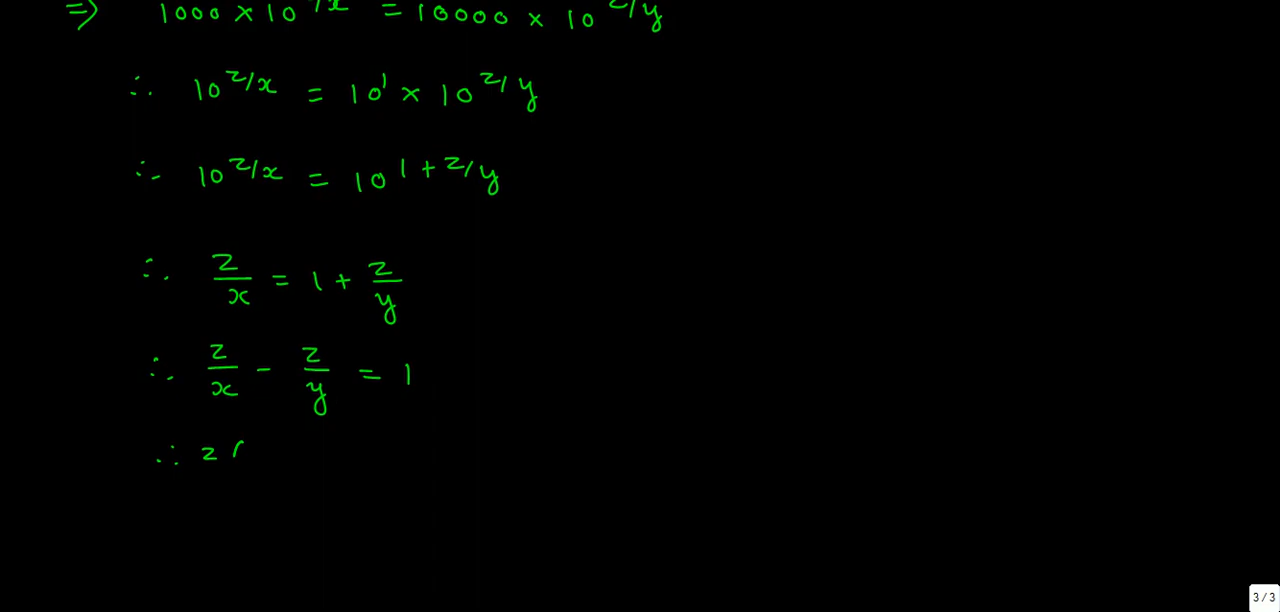 ⇒ 1000 × 10^z/x = 10000 × 10^z/y
∴ 10^z/x = 10^1 × 10^z/y
∴ 10^z/x = 10^1 + z/y
∴ z/x = 1 + z/y
∴ z/x - z/y = 1
∴ z (
3/3